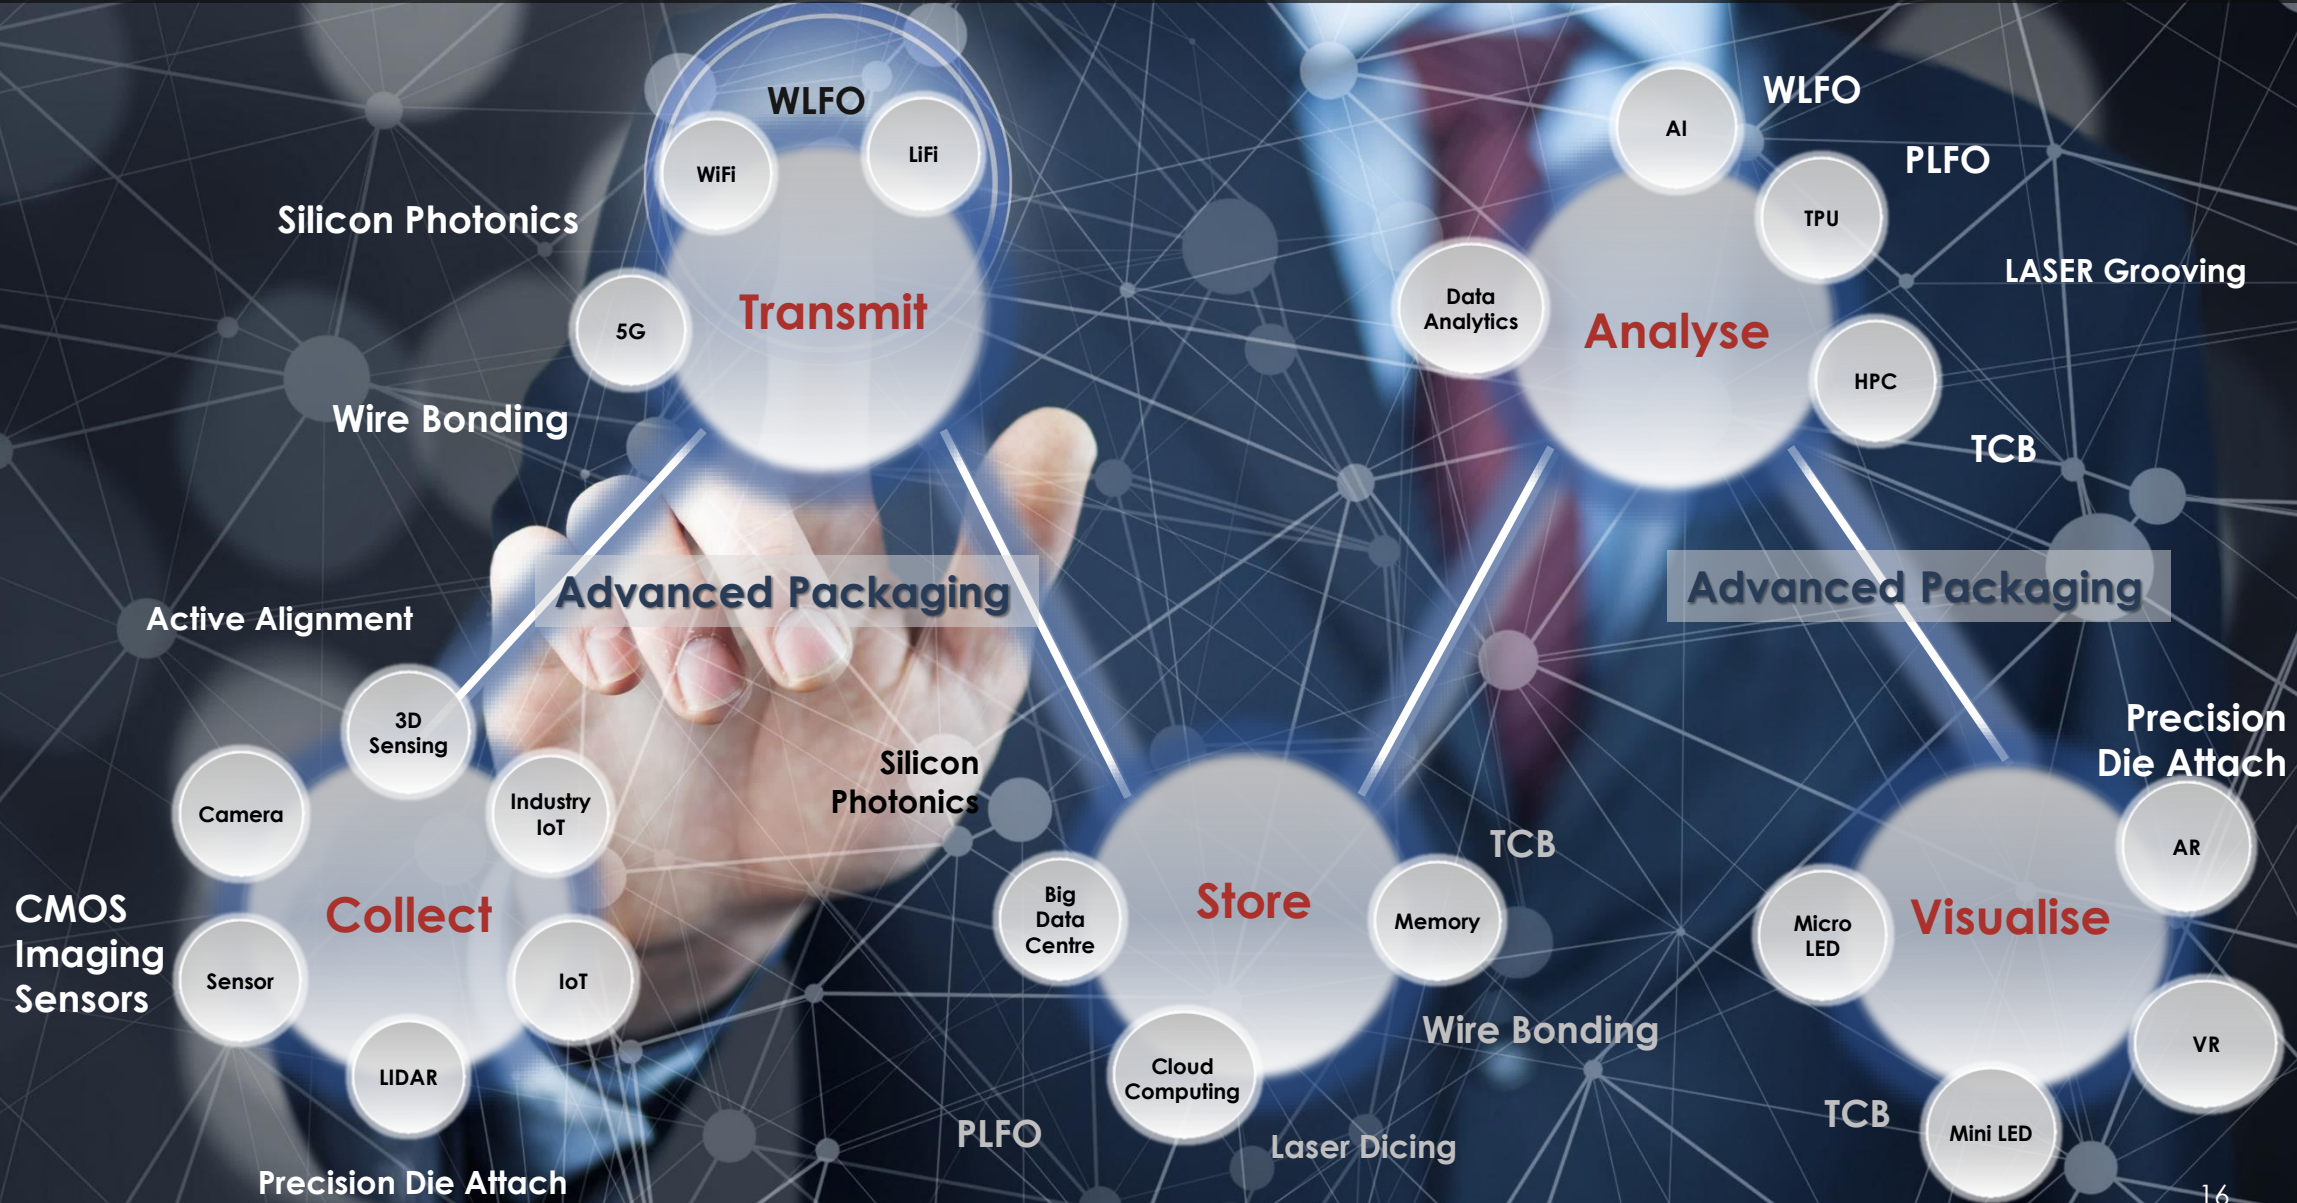 WLFO
WiFi
LiFi
Silicon Photonics
5G
Transmit
Wire Bonding
WLFO
AI
PLFO
TPU
LASER Grooving
Data
Analytics
Analyse
HPC
TCB
Advanced Packaging
Advanced Packaging
Active Alignment
3D
Sensing
Camera
Industry
IoT
CMOS
Imaging
Sensors
Collect
Sensor
IoT
LIDAR
Precision Die Attach
Silicon
Photonics
Big
Data
Centre
Store
Memory
TCB
Wire Bonding
Cloud
Computing
PLFO
Laser Dicing
Precision
Die Attach
AR
Micro
LED
Visualise
VR
TCB
Mini LED
16